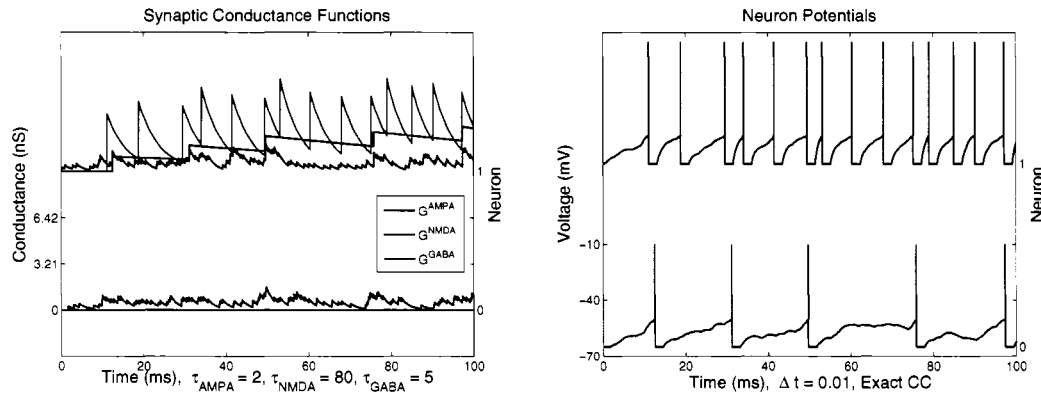 Synaptic Conductance Functions
Conductance (nS)
6.42
3.21
0
1
0
Neuron
G^AMPA
G^NMDA
G^GABA
0 20 40 60 80 100
Time (ms), τ_AMPA = 2, τ_NMDA = 80, τ_GABA = 5
Neuron Potentials
Voltage (mV)
−10
−40
−70
1
0
Neuron
0 20 40 60 80 100
Time (ms), Δ t = 0.01, Exact CC